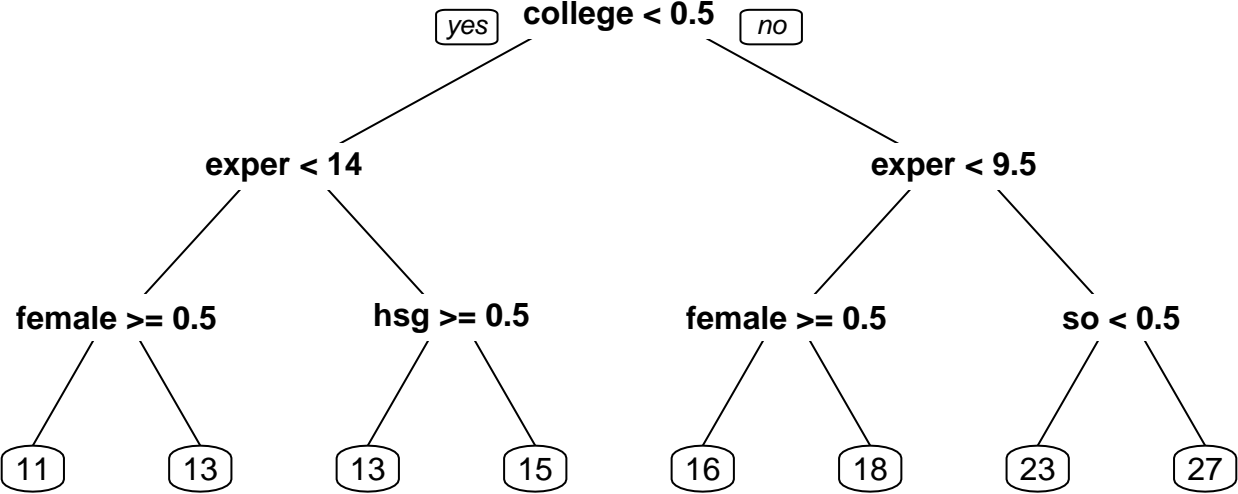 yes college < 0.5 no
exper < 14 exper < 9.5
female >= 0.5 hsg >= 0.5 female >= 0.5 so < 0.5
11 13 13 15 16 18 23 27